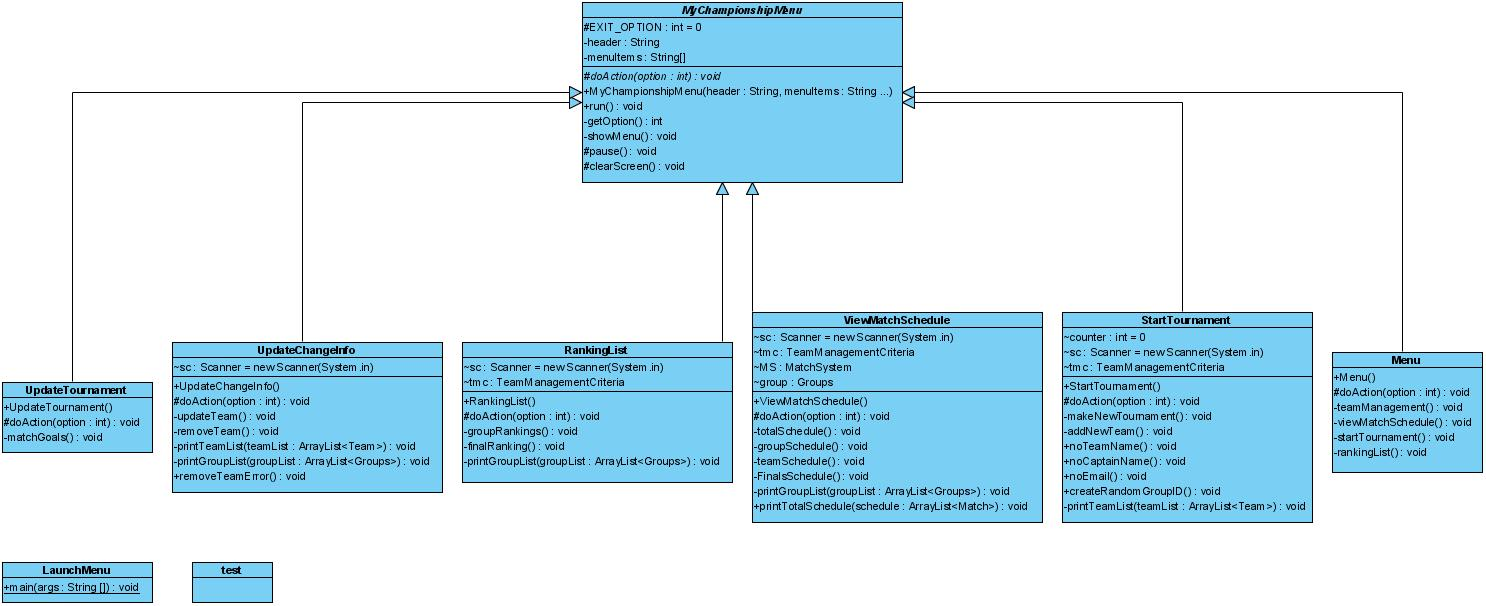 MyChampionshipMenu
#EXIT_OPTION : int = 0
-header : String
-menuItems : String[]
#doAction(option : int) : void
+MyChampionshipMenu(header : String, menuItems : String ...)
+run() : void
-getOption() : int
-showMenu() : void
#pause() : void
#clearScreen() : void
UpdateTournament
+UpdateTournament()
#doAction(option : int) : void
-matchGoals() : void
UpdateChangeInfo
~sc : Scanner = new Scanner(System.in)
+UpdateChangeInfo()
#doAction(option : int) : void
-updateTeam() : void
-removeTeam() : void
-printTeamList(teamList : ArrayList<Team>) : void
-printGroupList(groupList : ArrayList<Groups>) : void
+removeTeamError() : void
RankingList
~sc : Scanner = new Scanner(System.in)
~tmc : TeamManagementCriteria
+RankingList()
#doAction(option : int) : void
-groupRankings() : void
-finalRanking() : void
-printGroupList(groupList : ArrayList<Groups>) : void
ViewMatchSchedule
~sc : Scanner = new Scanner(System.in)
~tmc : TeamManagementCriteria
~MS : MatchSystem
~group : Groups
+ViewMatchSchedule()
#doAction(option : int) : void
-totalSchedule() : void
-groupSchedule() : void
-teamSchedule() : void
-FinalsSchedule() : void
-printGroupList(groupList : ArrayList<Groups>) : void
+printTotalSchedule(schedule : ArrayList<Match>) : void
StartTournament
~counter : int = 0
~sc : Scanner = new Scanner(System.in)
~tmc : TeamManagementCriteria
+StartTournament()
#doAction(option : int) : void
-makeNewTournament() : void
-addNewTeam() : void
+noTeamName() : void
+noCaptainName() : void
+noEmail() : void
+createRandomGroupID() : void
-printTeamList(teamList : ArrayList<Team>) : void
Menu
+Menu()
#doAction(option : int) : void
-teamManagement() : void
-viewMatchSchedule() : void
-startTournament() : void
-rankingList() : void
LaunchMenu
+main(args : String []) : void
test